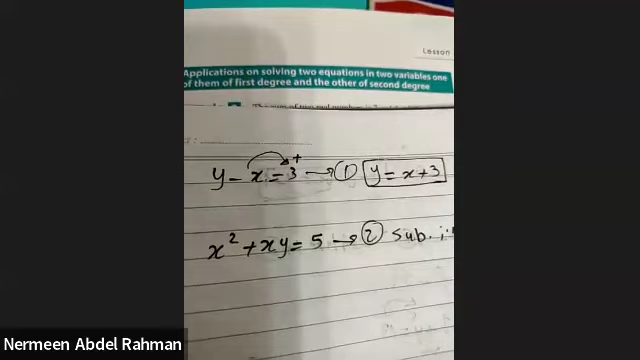 Lesson
Applications on solving two equations in two variables one
of them of first degree and the other of second degree
y - x = 3 + → ① y = x + 3
x² + xy = 5 → ② Sub.
Nermeen Abdel Rahman